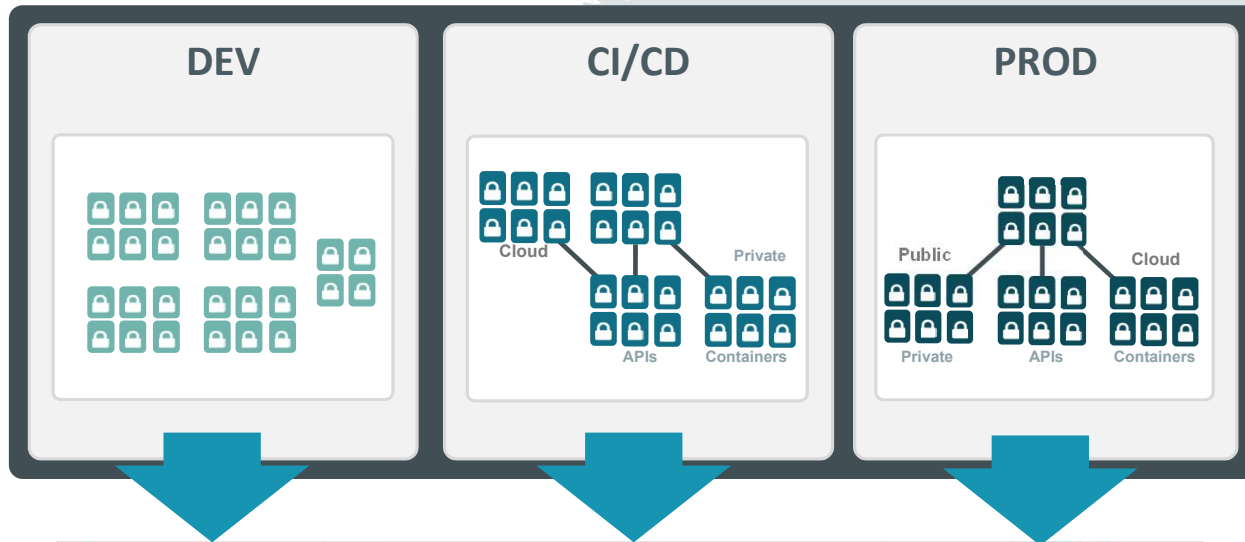 DEV
CI/CD
PROD
Cloud
Private
APIs
Containers
Public
Cloud
Private
APIs
Containers